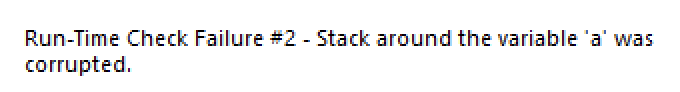 Run-Time Check Failure #2 - Stack around the variable 'a' was
corrupted.